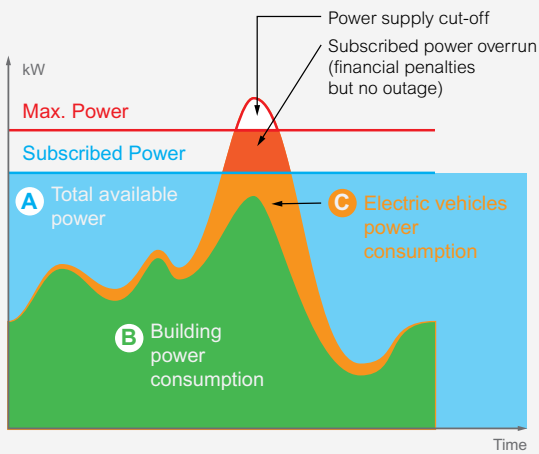 Power supply cut-off
Subscribed power overrun
(financial penalties
but no outage)
kW
Max. Power
Subscribed Power
A Total available
power
C Electric vehicles
power
consumption
B Building
power
consumption
Time